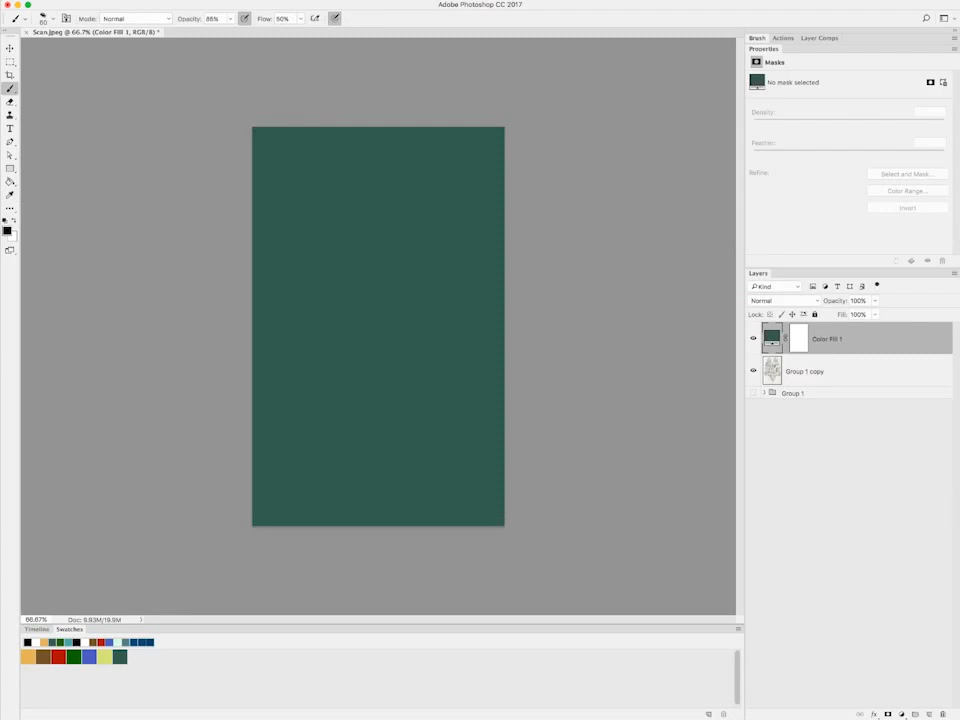 Adobe Photoshop CC 2017
60
Mode: Normal
Opacity: 86%
Flow: 50%
Scan.jpeg @ 66.7% (Color Fill 1, RGB/8) *
Brush Actions Layer Comps
Properties
Masks
No mask selected
Density:
Feather:
Refine:
Select and Mask...
Color Range...
Invert
Layers
Kind
Normal
Opacity: 100%
Lock:
Fill: 100%
Color Fill 1
Group 1 copy
Group 1
66.67%
Doc: 9.93M/19.9M
Timeline Swatches